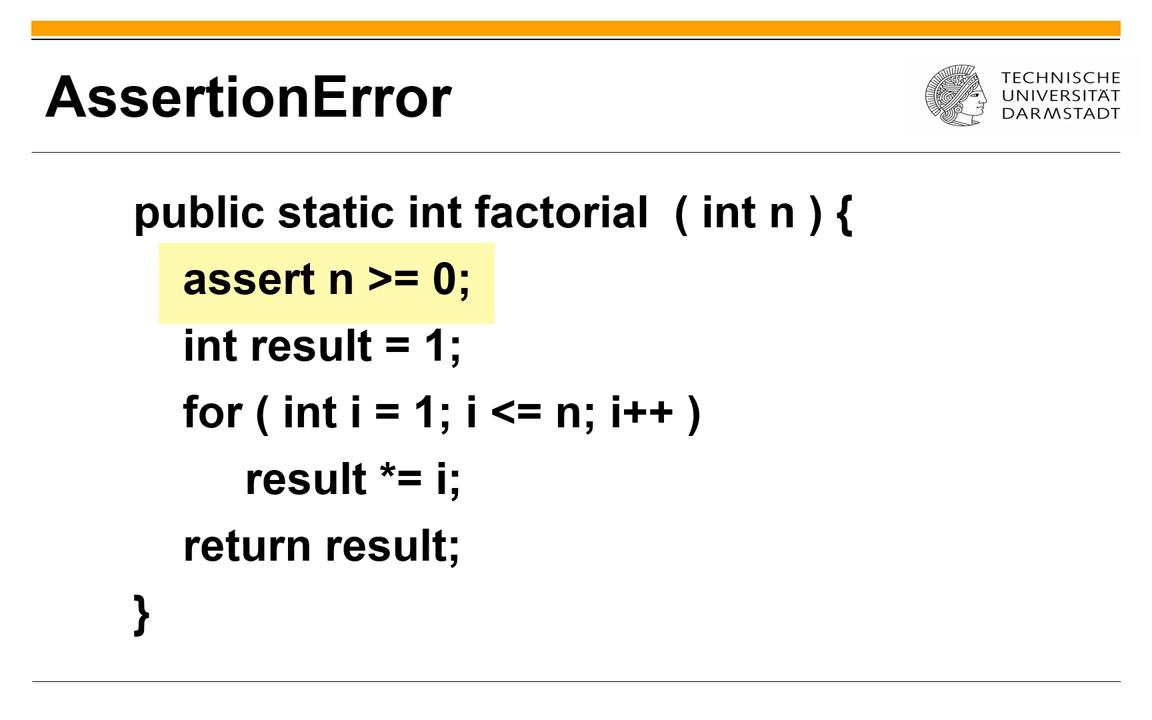 AssertionError
TECHNISCHE
UNIVERSITÄT
DARMSTADT
public static int factorial  ( int n ) {
assert n >= 0;
int result = 1;
for ( int i = 1; i <= n; i++ )
result *= i;
return result;
}